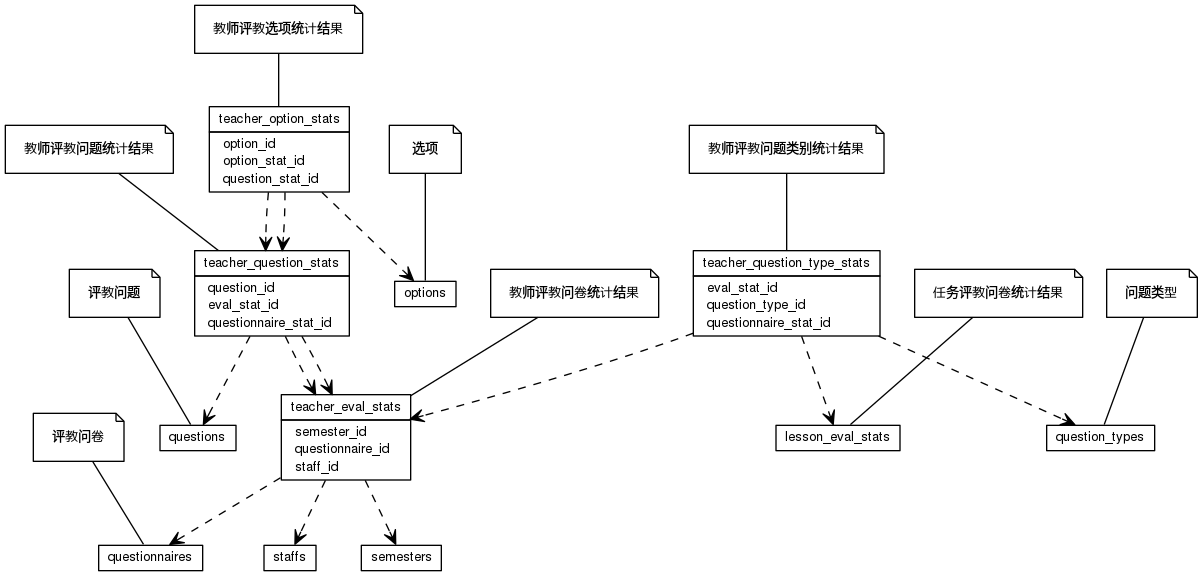 教师评教选项统计结果
teacher_option_stats
option_id
option_stat_id
question_stat_id
教师评教问题统计结果
选项
教师评教问题类别统计结果
teacher_question_stats
question_id
eval_stat_id
questionnaire_stat_id
teacher_question_type_stats
eval_stat_id
question_type_id
questionnaire_stat_id
评教问题
options
教师评教问卷统计结果
任务评教问卷统计结果
问题类型
teacher_eval_stats
semester_id
questionnaire_id
staff_id
评教问卷
questions
lesson_eval_stats
question_types
questionnaires
staffs
semesters